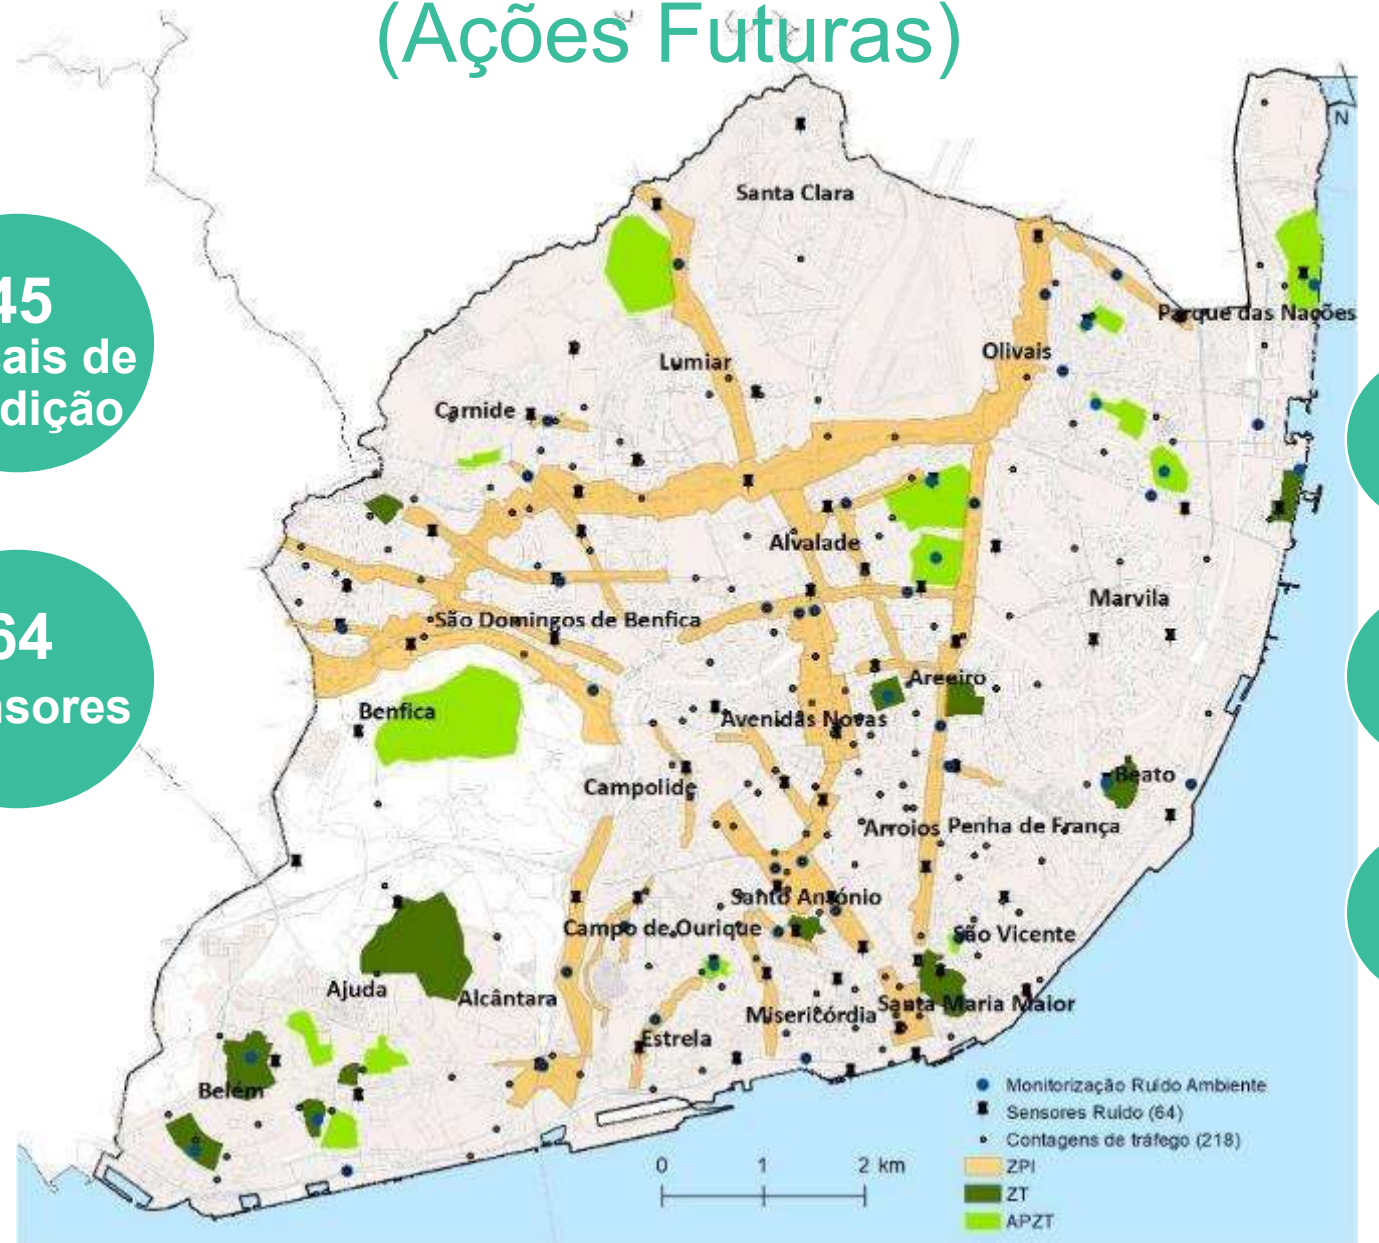 (Ações Futuras)
N
Santa Clara
45
ais de
dição
Parque das Nações
Olivais
Lumiar
Carnide
Alvalade
Marvila
São Domingos de Benfica
64
nsores
Areeiro
Benfica
Avenidas Novas
Beato
Campolide
Arroios
Penha de França
Santo António
Campo de Ourique
São Vicente
Ajuda
Alcântara
Santa Maria Maior
Misericórdia
Estrela
Belém
Monitorização Ruído Ambiente
Sensores Ruído (64)
Contagens de tráfego (218)
0 1 2 km
ZPI
ZT
APZT